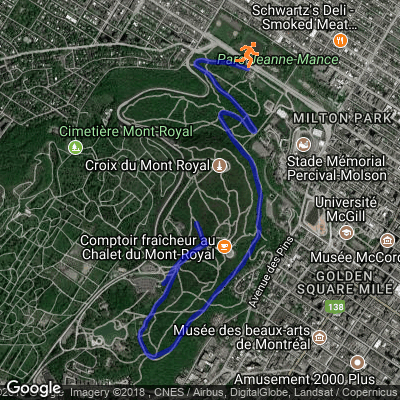 Schwartz's Deli -
Smoked Meat...
Parc Jeanne-Mance
MILTON PARK
Cimetière Mont-Royal
Croix du Mont Royal
Stade Mémorial
Percival-Molson
Université
McGill
Comptoir fraîcheur au
Chalet du Mont-Royal
Musée McCor
Avenue des Pins
GOLDEN
SQUARE MILE
138
Musée des beaux-arts
de Montréal
Amusement 2000 Plus
Google
Imagery ©2018 , CNES / Airbus, DigitalGlobe, Landsat / Copernicus